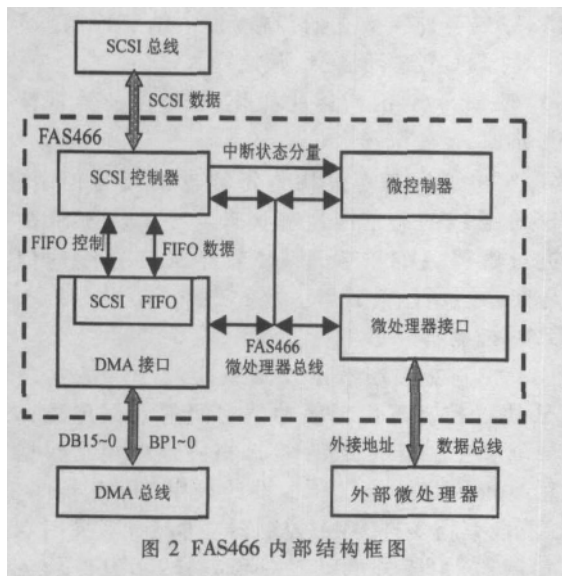 SCSI 总线
SCSI 数据
FAS466
中断状态分量
SCSI 控制器
微控制器
FIFO 控制
FIFO 数据
SCSI FIFO
DMA 接口
微处理器接口
FAS466
微处理器总线
DB15~0
BP1~0
外接地址
数据总线
DMA 总线
外部微处理器
图 2 FAS466 内部结构框图